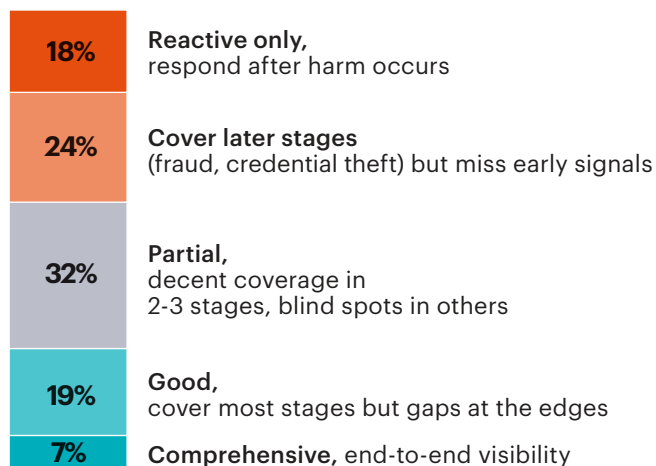 18%
Reactive only,
respond after harm occurs
24%
Cover later stages
(fraud, credential theft) but miss early signals
32%
Partial,
decent coverage in
2-3 stages, blind spots in others
19%
Good,
cover most stages but gaps at the edges
7%
Comprehensive, end-to-end visibility